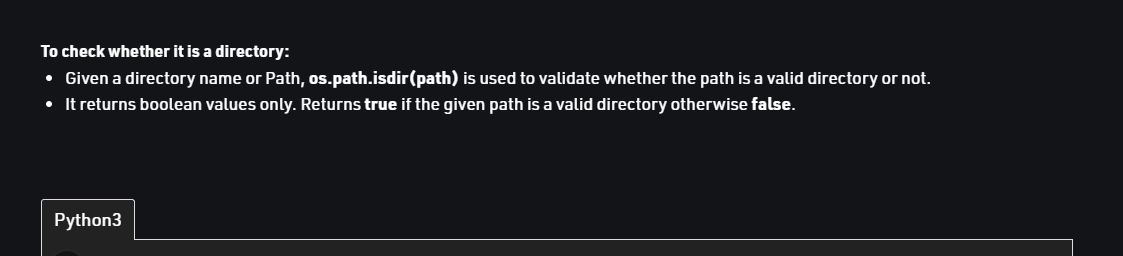 To check whether it is a directory:
• Given a directory name or Path, os.path.isdir(path) is used to validate whether the path is a valid directory or not.
• It returns boolean values only. Returns true if the given path is a valid directory otherwise false.
Python3